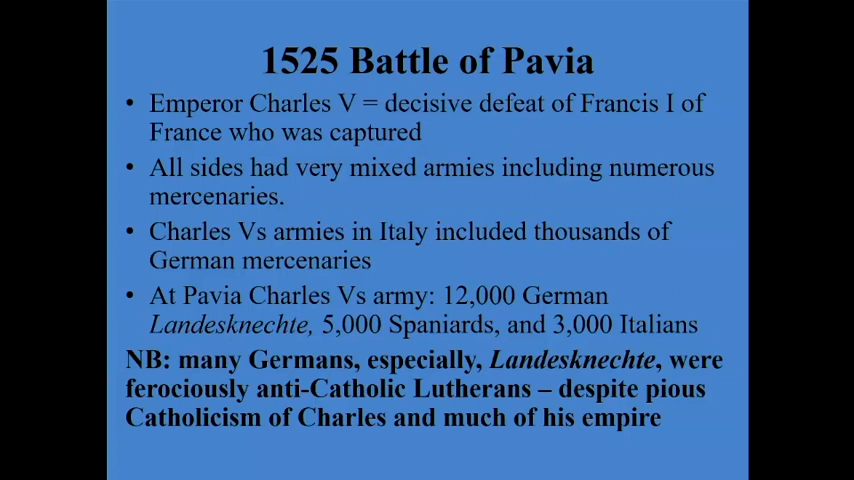 1525 Battle of Pavia
• Emperor Charles V = decisive defeat of Francis I of
France who was captured
• All sides had very mixed armies including numerous
mercenaries.
• Charles Vs armies in Italy included thousands of
German mercenaries
• At Pavia Charles Vs army: 12,000 German
Landesknechte, 5,000 Spaniards, and 3,000 Italians
NB: many Germans, especially, Landesknechte, were
ferociously anti-Catholic Lutherans – despite pious
Catholicism of Charles and much of his empire